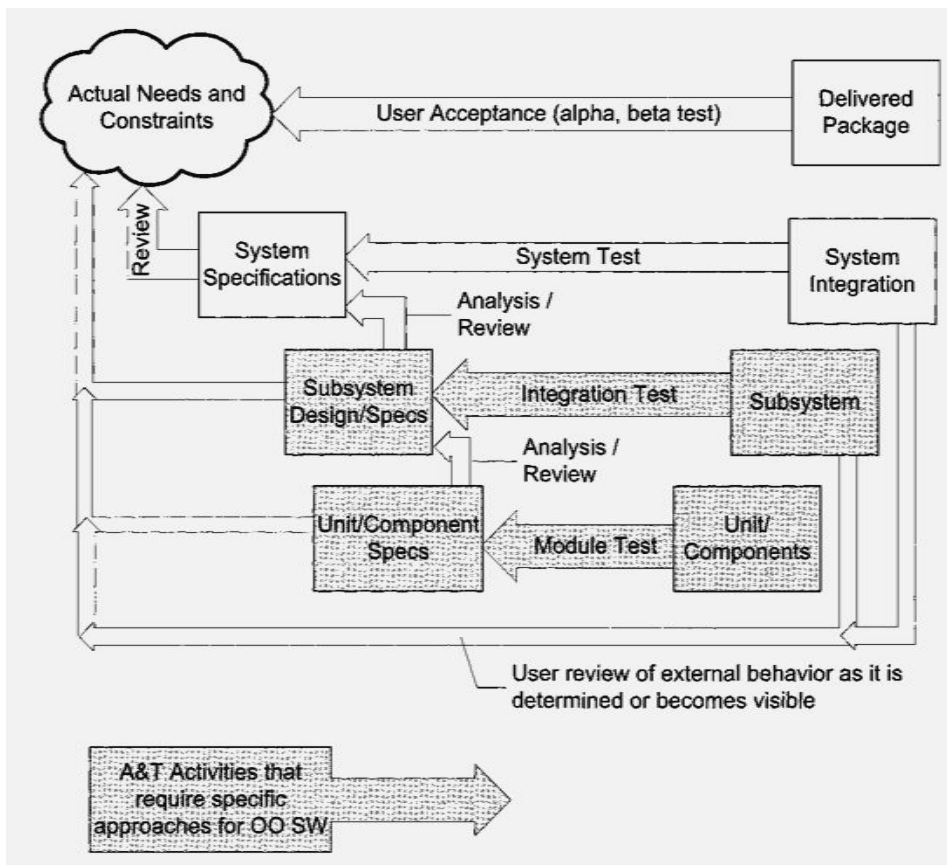 Actual Needs and
Constraints
User Acceptance (alpha, beta test)
Delivered
Package
Review
System
Specifications
System Test
System
Integration
Analysis /
Review
Subsystem
Design/Specs
Integration Test
Subsystem
Analysis /
Review
Unit/Component
Specs
Module Test
Unit/
Components
User review of external behavior as it is
determined or becomes visible
A&T Activities that
require specific
approaches for OO SW